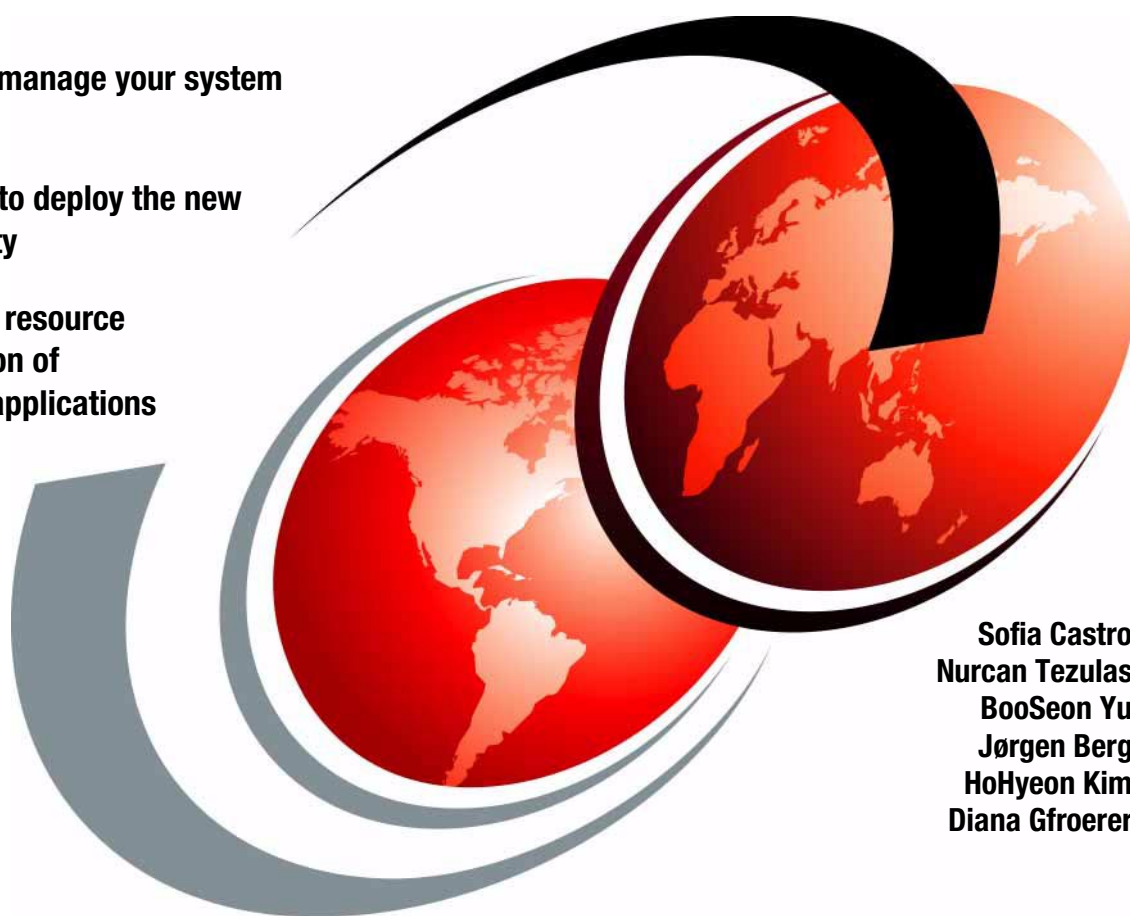 manage your system
to deploy the new
ty
resource
on of
applications
Sofia Castro
Nurcan Tezulas
BooSeon Yu
Jørgen Berg
HoHyeon Kim
Diana Gfroerer